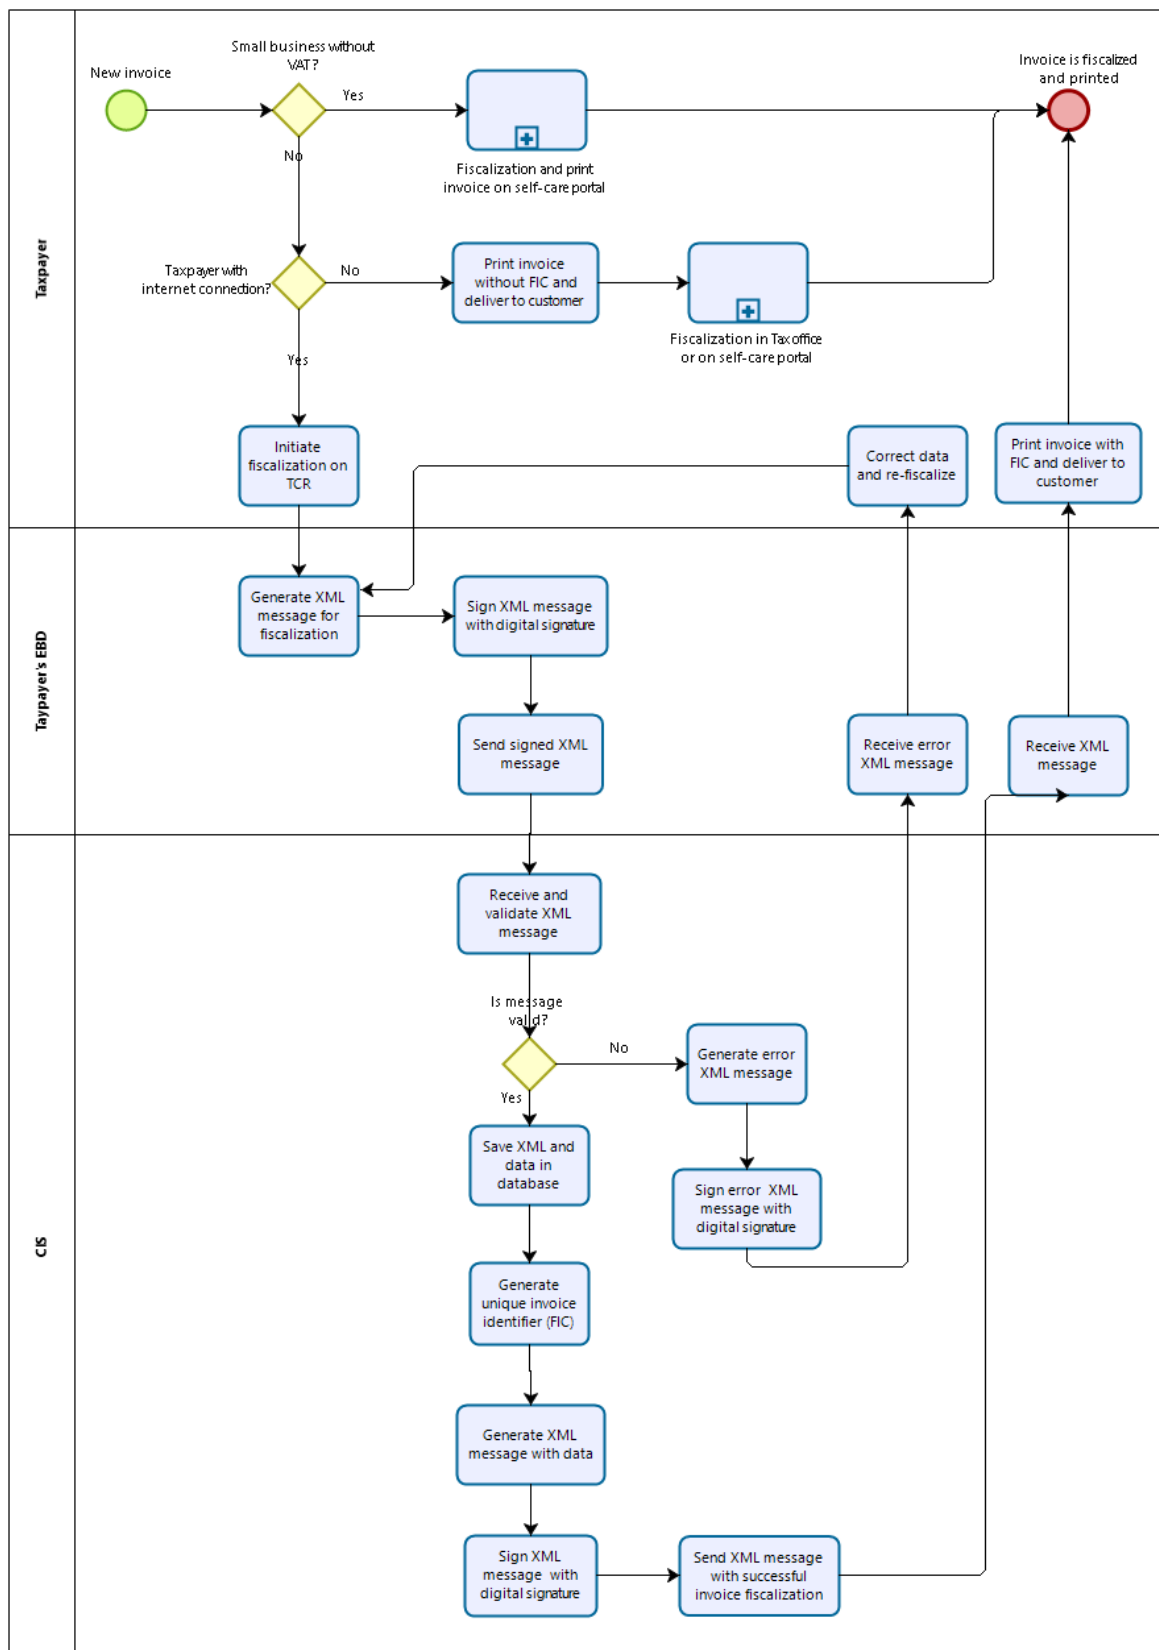 Taxpayer
New invoice
Small business without
VAT?
Yes
No
Fiscalization and print
invoice on self-care portal
Invoice is fiscalized
and printed
Taxpayer with
internet connection?
No
Yes
Print invoice
without FIC and
deliver to customer
Fiscalization in Tax office
or on self-care portal
Initiate
fiscalization on
TCR
Correct data
and re-fiscalize
Print invoice with
FIC and deliver to
customer
Taypayer's EBD
Generate XML
message for
fiscalization
Sign XML message
with digital signature
Send signed XML
message
Receive error
XML message
Receive XML
message
CIS
Receive and
validate XML
message
Is message
valid?
No
Yes
Generate error
XML message
Save XML and
data in
database
Sign error XML
message with
digital signature
Generate
unique invoice
identifier (FIC)
Generate XML
message with data
Sign XML
message with
digital signature
Send XML message
with successful
invoice fiscalization